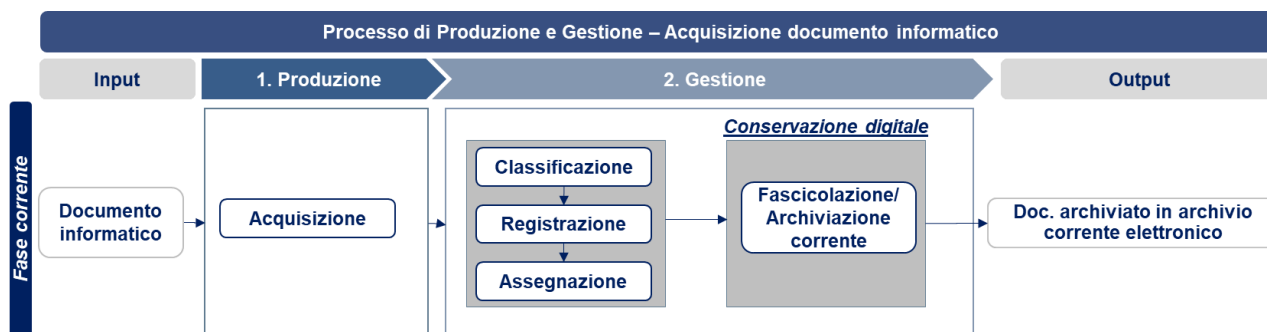 Processo di Produzione e Gestione – Acquisizione documento informatico
Input
1. Produzione
2. Gestione
Output
Fase corrente
Documento
informatico
Acquisizione
Classificazione
Registrazione
Assegnazione
Conservazione digitale
Fascicolazione/
Archiviazione
corrente
Doc. archiviato in archivio
corrente elettronico